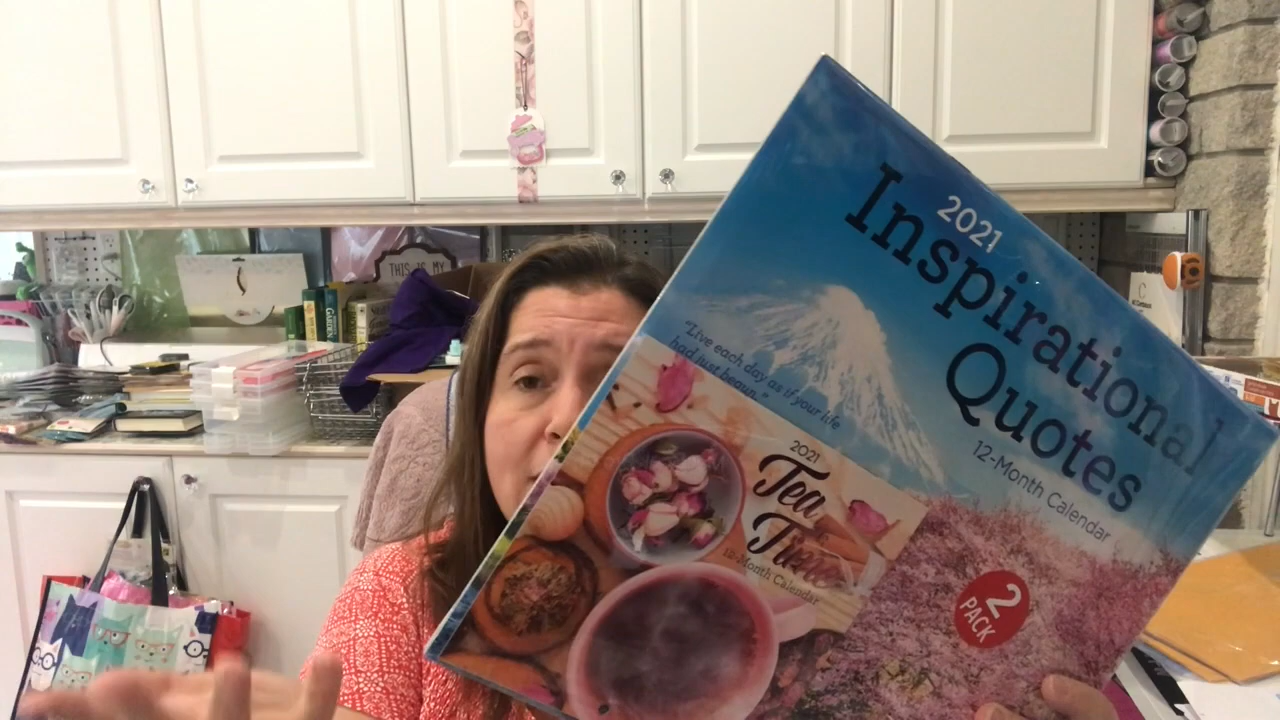 2021
Inspirational
Quotes
12-Month Calendar
"Live each day as if your life
had just begun."
2021
Tea
Time
12-Month Calendar
2
PACK
THIS IS MY
GARDEN
C